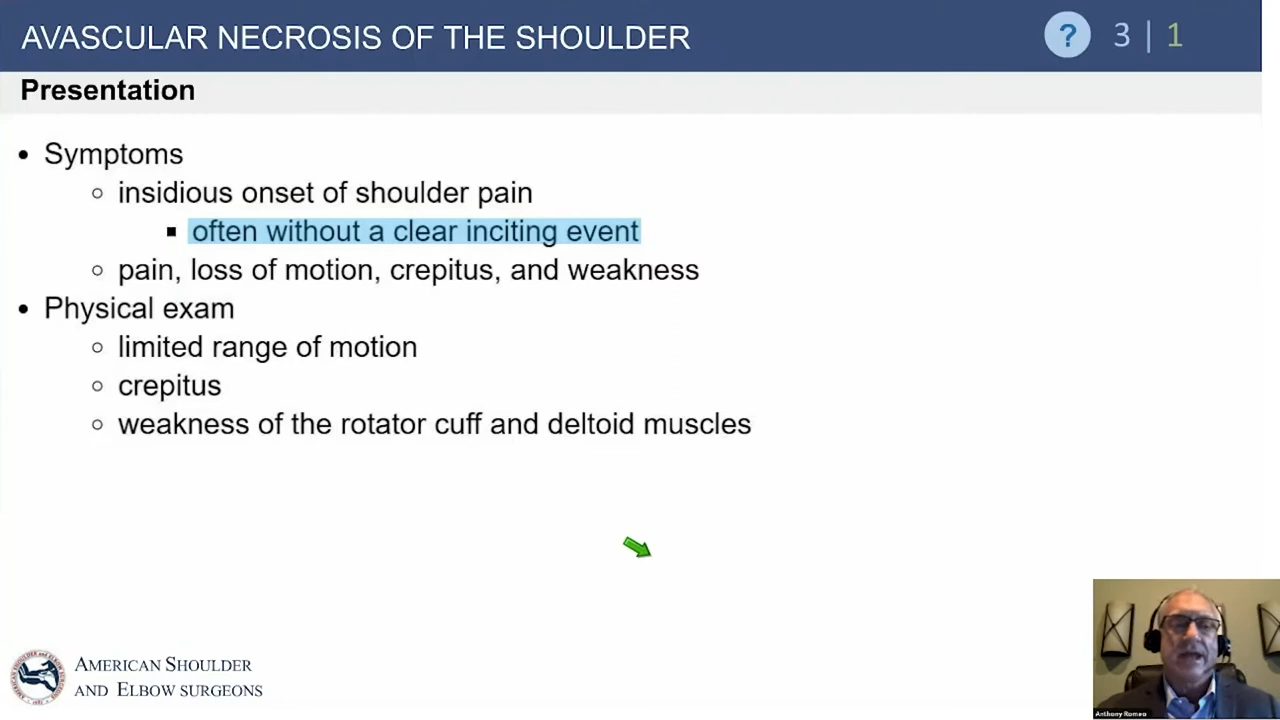 AVASCULAR NECROSIS OF THE SHOULDER
? 3 | 1
Presentation
• Symptoms
○ insidious onset of shoulder pain
▪ often without a clear inciting event
○ pain, loss of motion, crepitus, and weakness
• Physical exam
○ limited range of motion
○ crepitus
○ weakness of the rotator cuff and deltoid muscles
AMERICAN SHOULDER
AND ELBOW SURGEONS
Anthony Romeo